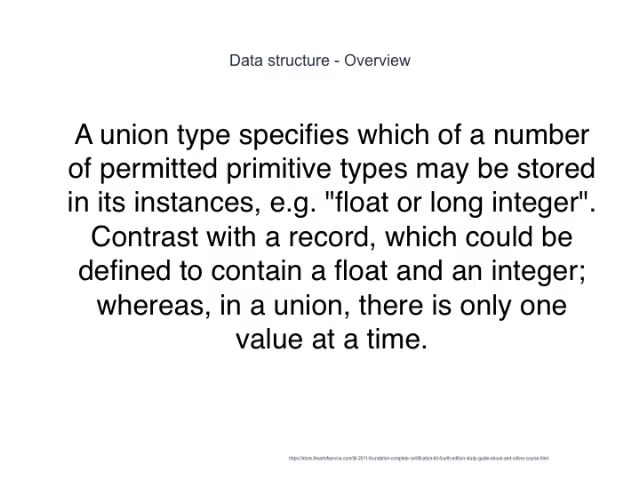 Data structure - Overview
A union type specifies which of a number
of permitted primitive types may be stored
in its instances, e.g. "float or long integer".
Contrast with a record, which could be
defined to contain a float and an integer;
whereas, in a union, there is only one
value at a time.